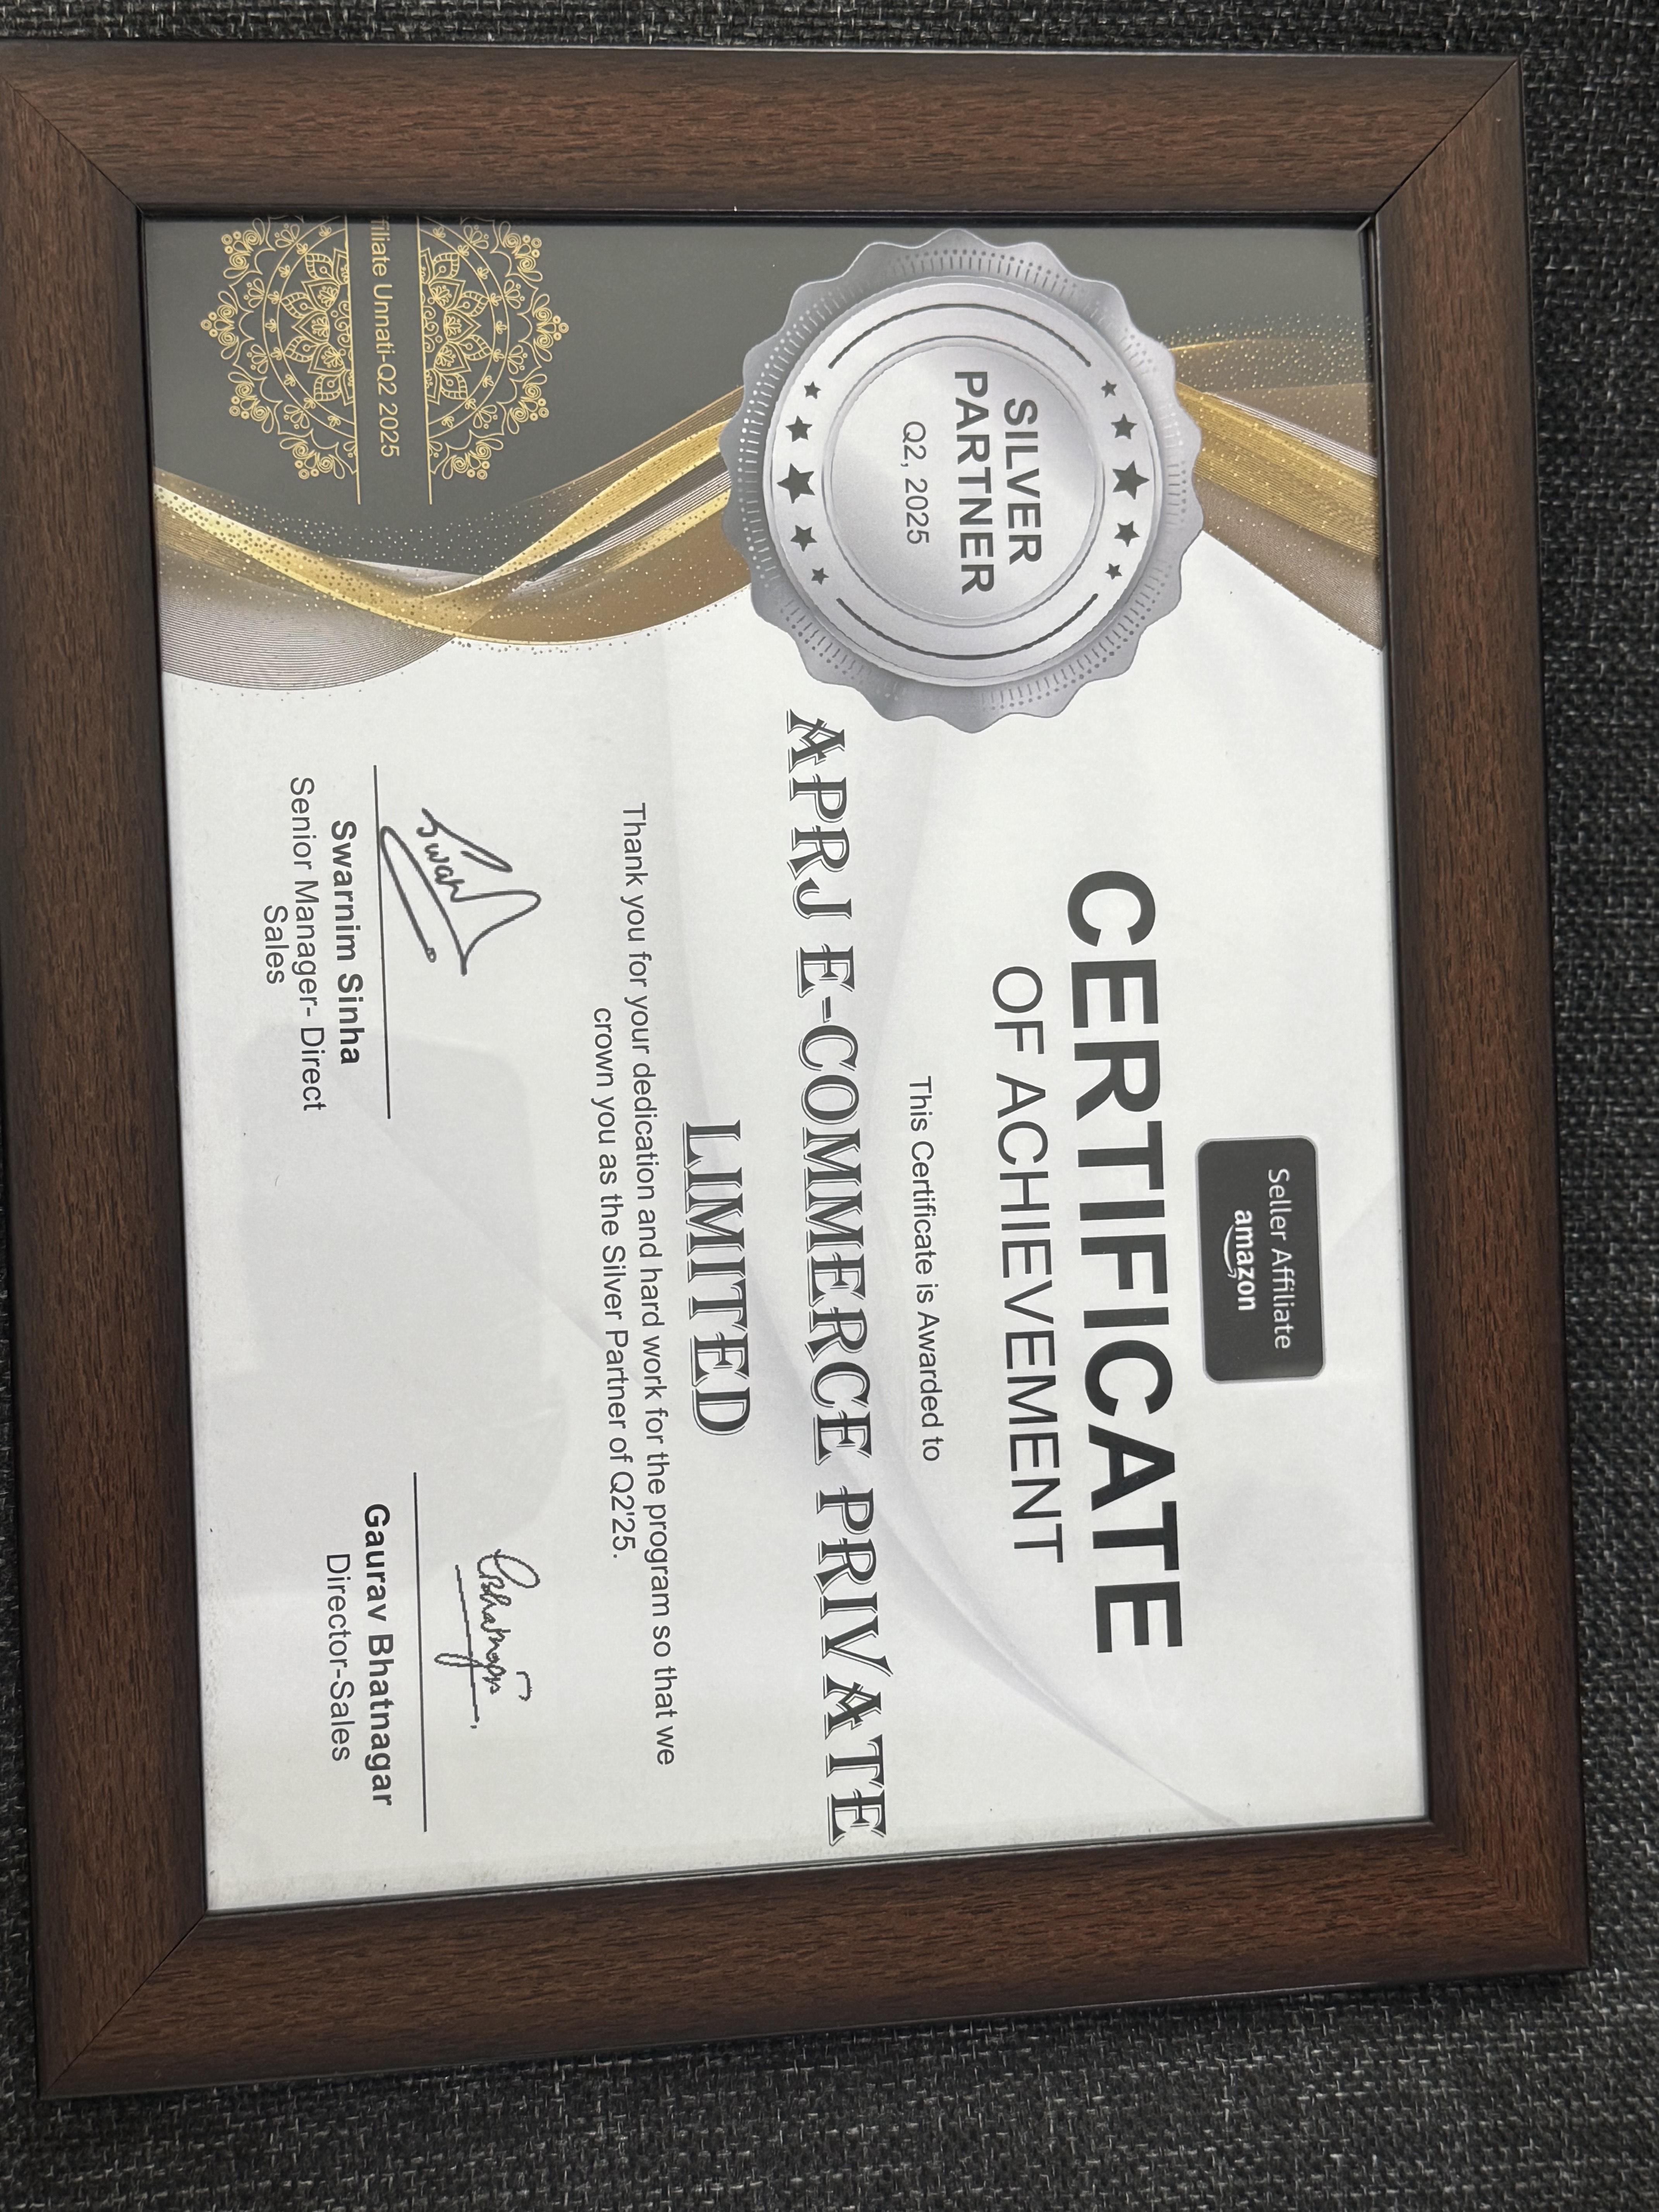 Seller Affiliate
amazon
CERTIFICATE
OF ACHIEVEMENT
SILVER
PARTNER
Q2, 2025
This Certificate is Awarded to
APRJ E-COMMERCE PRIVATE
LIMITED
Thank you for your dedication and hard work for the program so that we
crown you as the Silver Partner of Q2'25.
filiate Unnati-Q2 2025
Swarnim Sinha
Senior Manager- Direct
Sales
Gaurav Bhatnagar
Director-Sales